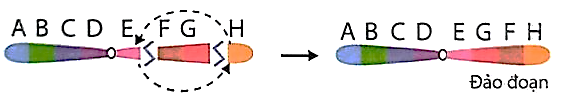 A B C D E F G H A B C D E G F H
Đảo đoạn